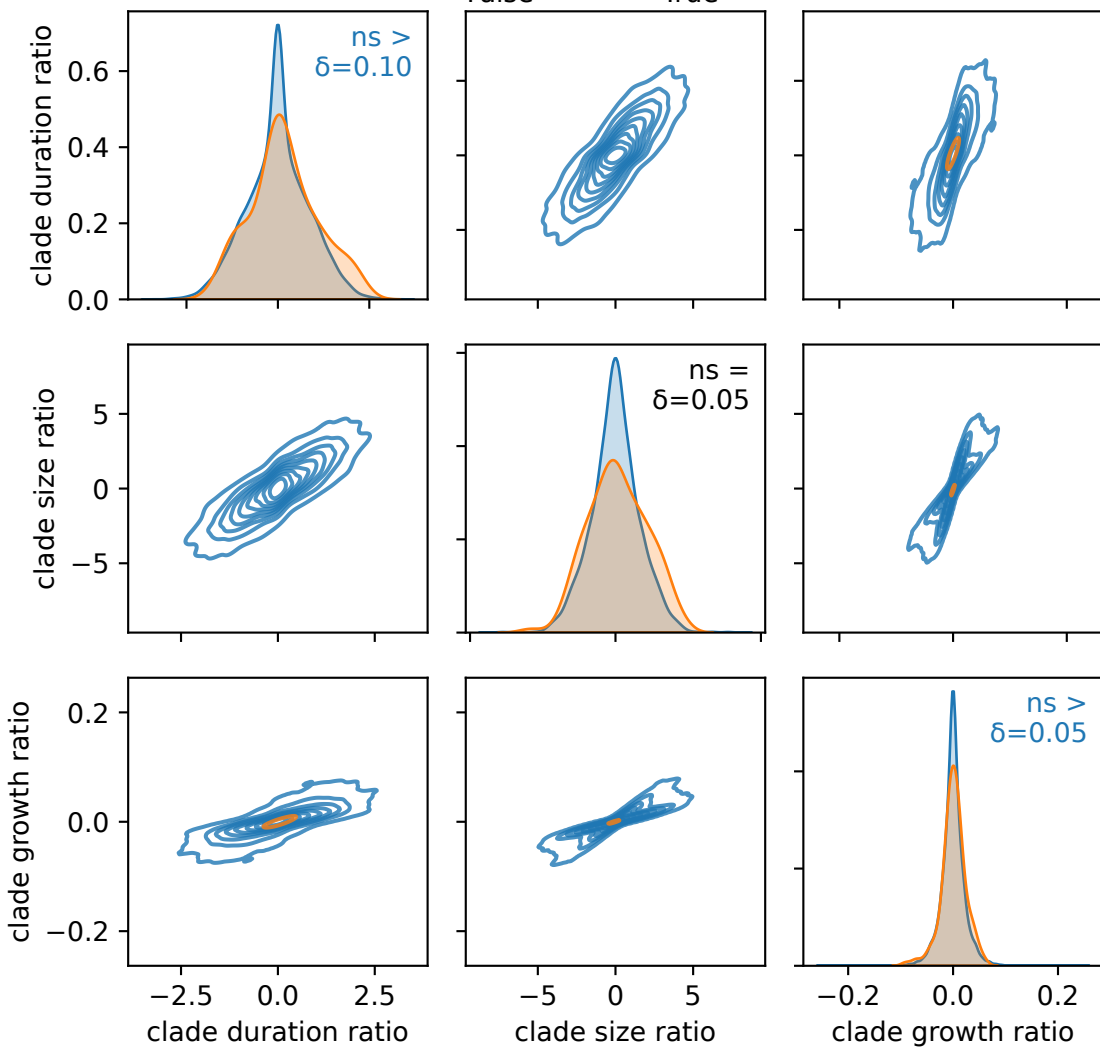 clade duration ratio
0.6
0.4
0.2
0.0
ns >
δ=0.10
clade size ratio
5
0
−5
ns =
δ=0.05
clade growth ratio
0.2
0.0
−0.2
ns >
δ=0.05
−2.5
0.0
2.5
−5
0
5
−0.2
0.0
0.2
clade duration ratio
clade size ratio
clade growth ratio